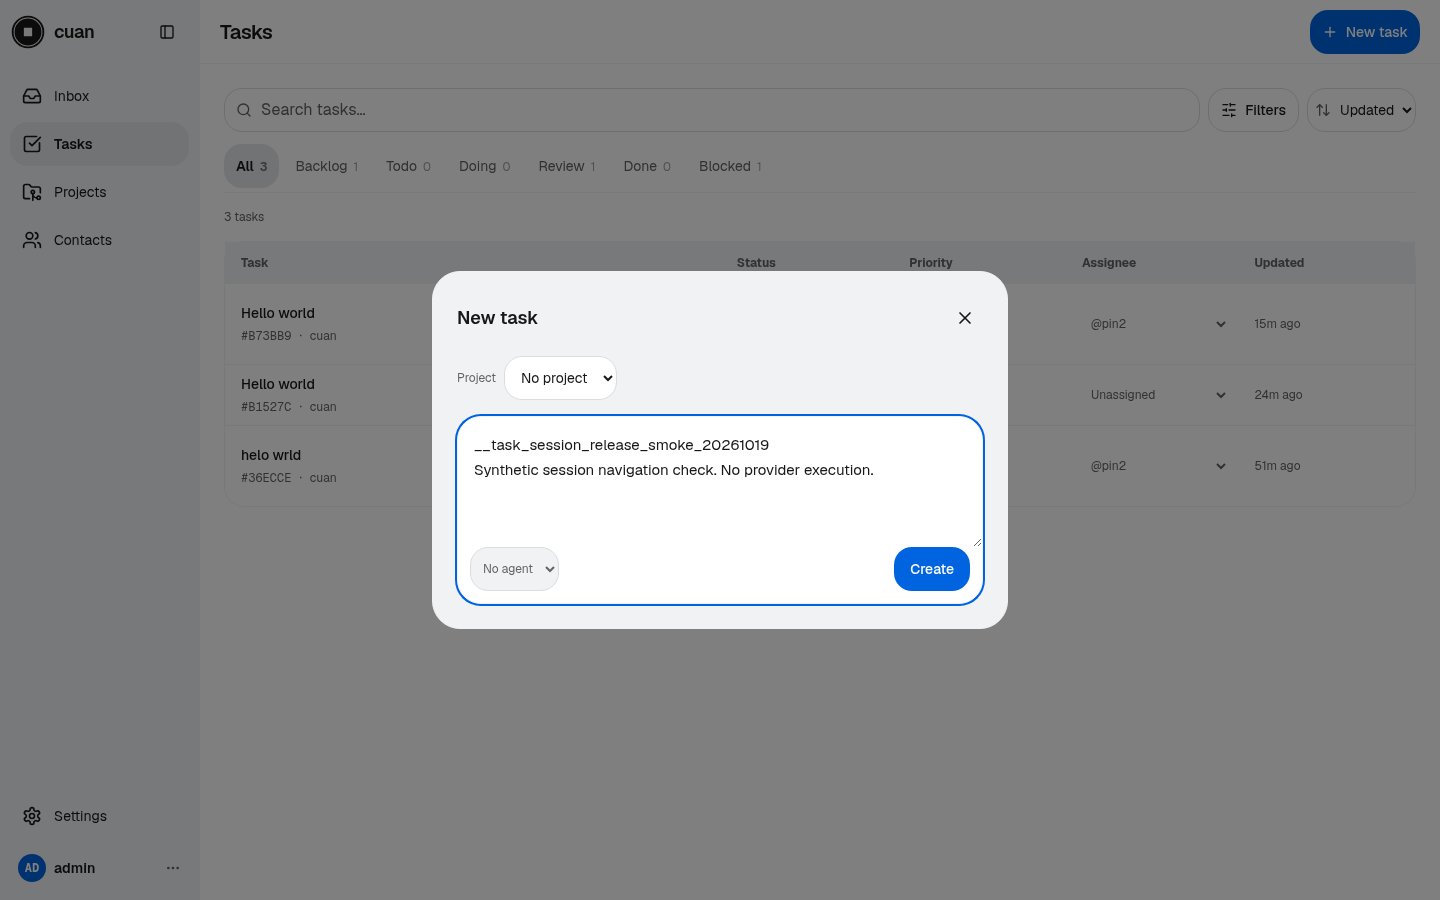 cuan
Tasks
New task
Inbox
Tasks
Projects
Contacts
Search tasks...
Filters
Updated
All 3
Backlog 1
Todo 0
Doing 0
Review 1
Done 0
Blocked 1
3 tasks
Task Status Priority Assignee Updated
Hello world
#B73BB9 · cuan
@pin2
15m ago
Hello world
#B1527C · cuan
Unassigned
24m ago
helo wrld
#36ECCE · cuan
@pin2
51m ago
New task
Project No project
__task_session_release_smoke_20261019
Synthetic session navigation check. No provider execution.
No agent
Create
Settings
AD admin